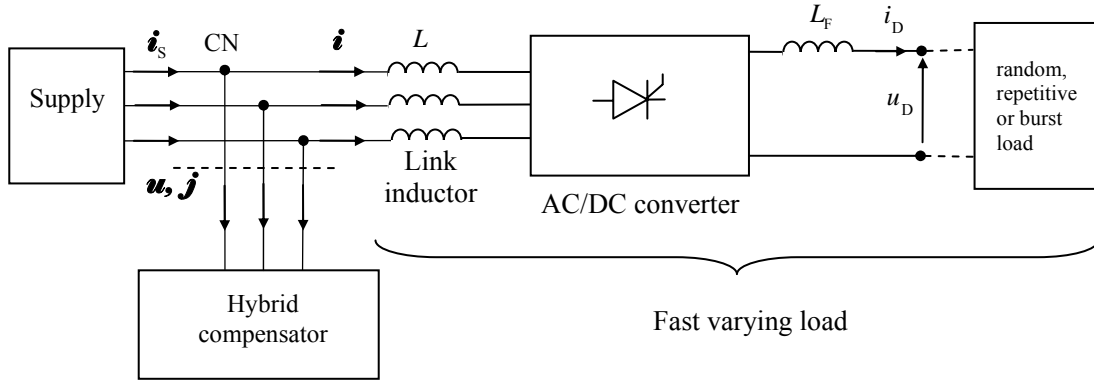 i_S
CN
i
L
L_F
i_D
Supply
u_D
random,
repetitive
or burst
load
u, j
Link
inductor
AC/DC converter
Hybrid
compensator
Fast varying load